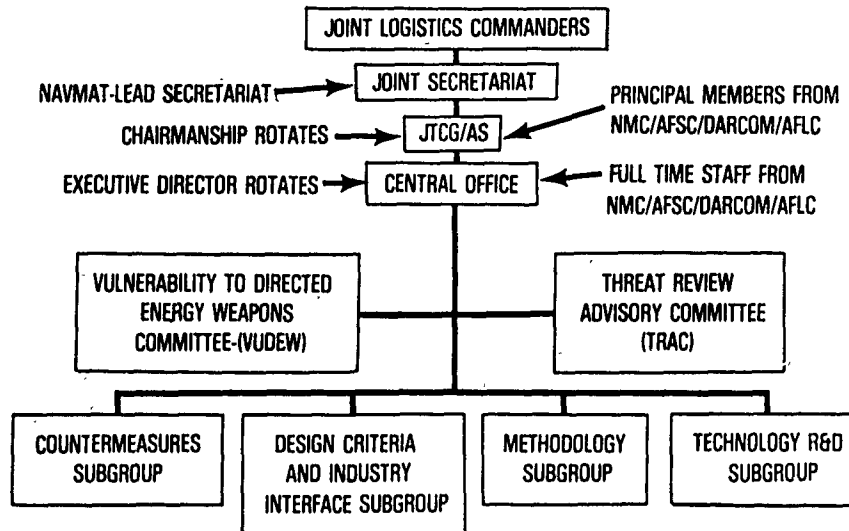 JOINT LOGISTICS COMMANDERS
NAVMAT-LEAD SECRETARIAT
JOINT SECRETARIAT
CHAIRMANSHIP ROTATES
JTCG/AS
PRINCIPAL MEMBERS FROM
NMC/AFSC/DARCOM/AFLC
EXECUTIVE DIRECTOR ROTATES
CENTRAL OFFICE
FULL TIME STAFF FROM
NMC/AFSC/DARCOM/AFLC
VULNERABILITY TO DIRECTED
ENERGY WEAPONS
COMMITTEE-(VUDEW)
THREAT REVIEW
ADVISORY COMMITTEE
(TRAC)
COUNTERMEASURES
SUBGROUP
DESIGN CRITERIA
AND INDUSTRY
INTERFACE SUBGROUP
METHODOLOGY
SUBGROUP
TECHNOLOGY R&D
SUBGROUP